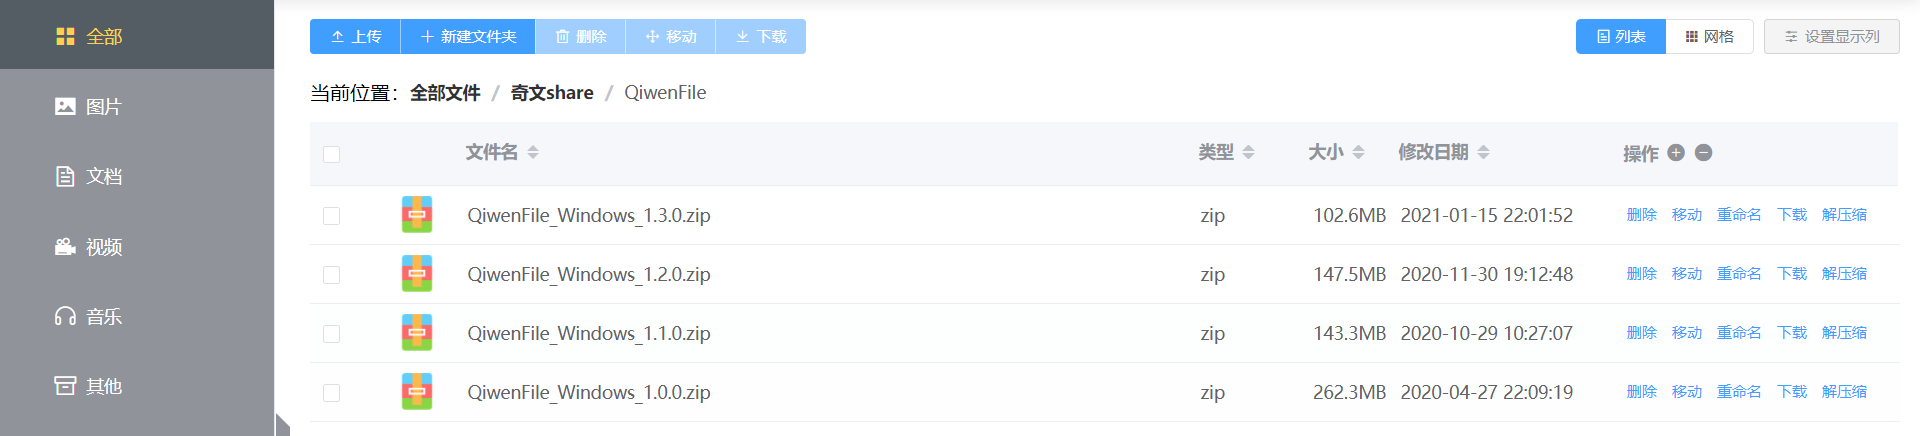 全部
图片
文档
视频
音乐
其他
上传 新建文件夹 删除 移动 下载 列表 网格 设置显示列
当前位置：全部文件 / 奇文share / QiwenFile
文件名 类型 大小 修改日期 操作
QiwenFile_Windows_1.3.0.zip zip 102.6MB 2021-01-15 22:01:52 删除 移动 重命名 下载 解压缩
QiwenFile_Windows_1.2.0.zip zip 147.5MB 2020-11-30 19:12:48 删除 移动 重命名 下载 解压缩
QiwenFile_Windows_1.1.0.zip zip 143.3MB 2020-10-29 10:27:07 删除 移动 重命名 下载 解压缩
QiwenFile_Windows_1.0.0.zip zip 262.3MB 2020-04-27 22:09:19 删除 移动 重命名 下载 解压缩